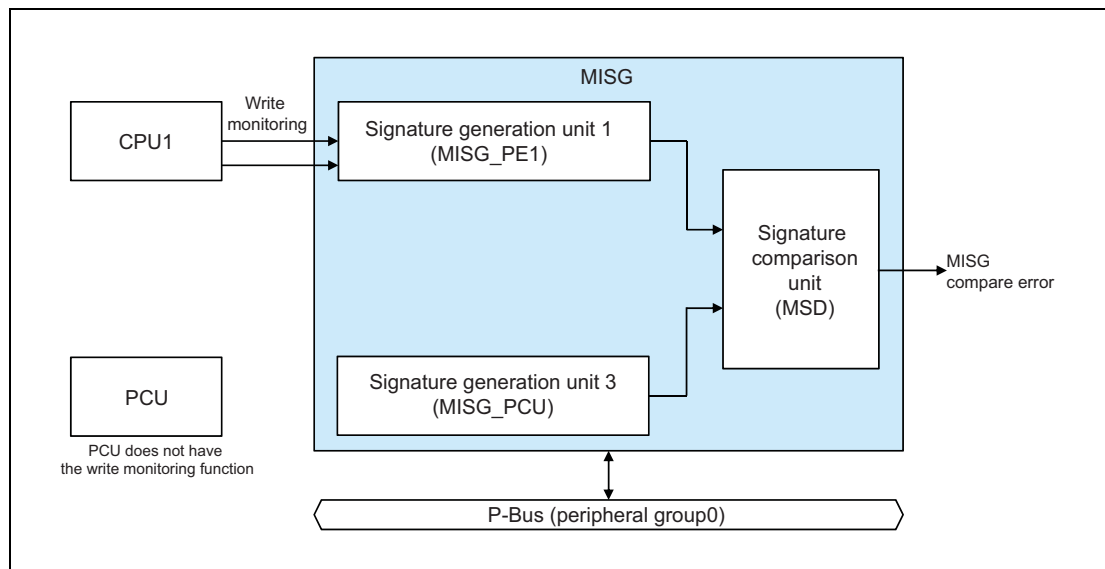 MISG
Write
monitoring
CPU1
Signature generation unit 1
(MISG_PE1)
Signature
comparison
unit
(MSD)
MISG
compare error
PCU
Signature generation unit 3
(MISG_PCU)
PCU does not have
the write monitoring function
P-Bus (peripheral group0)